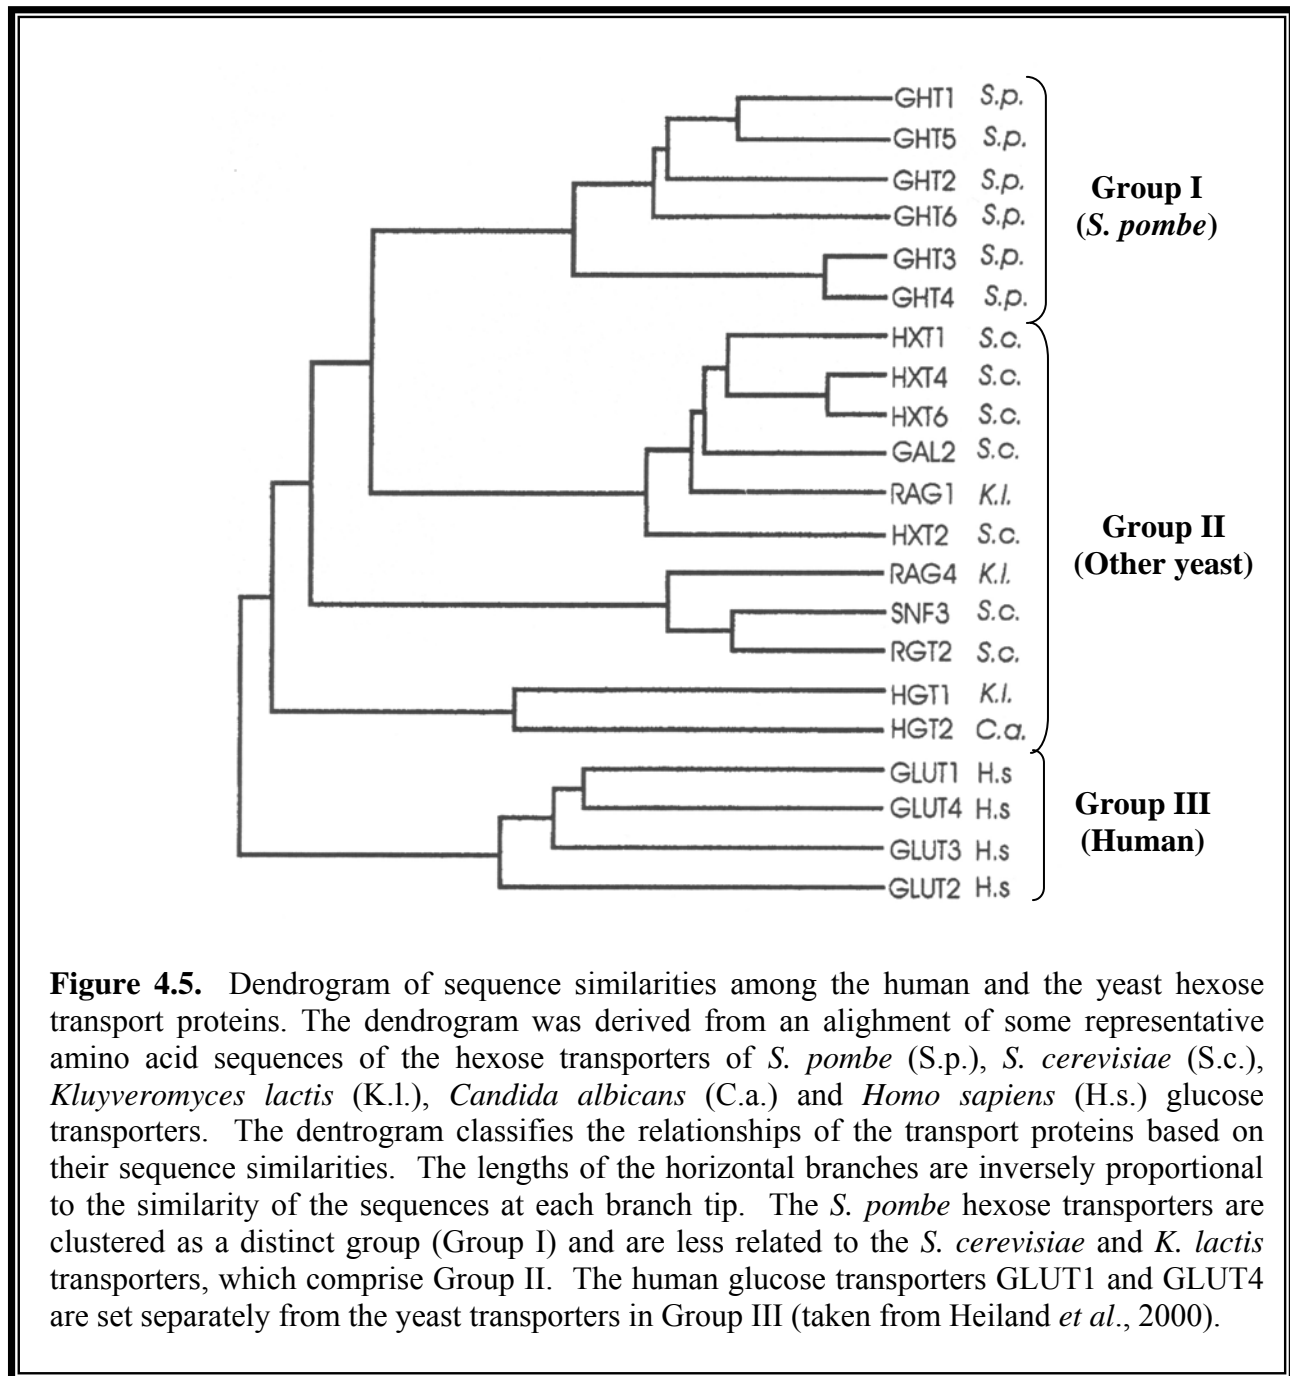 GHT1 S.p.
GHT5 S.p.
GHT2 S.p.
GHT6 S.p.
GHT3 S.p.
GHT4 S.p.
Group I
(S. pombe)
HXT1 S.c.
HXT4 S.c.
HXT6 S.c.
GAL2 S.c.
RAG1 K.l.
HXT2 S.c.
RAG4 K.l.
SNF3 S.c.
RGT2 S.c.
HGT1 K.l.
HGT2 C.a.
Group II
(Other yeast)
GLUT1 H.s
GLUT4 H.s
GLUT3 H.s
GLUT2 H.s
Group III
(Human)
Figure 4.5. Dendrogram of sequence similarities among the human and the yeast hexose
transport proteins. The dendrogram was derived from an alighment of some representative
amino acid sequences of the hexose transporters of S. pombe (S.p.), S. cerevisiae (S.c.),
Kluyveromyces lactis (K.l.), Candida albicans (C.a.) and Homo sapiens (H.s.) glucose
transporters. The dentrogram classifies the relationships of the transport proteins based on
their sequence similarities. The lengths of the horizontal branches are inversely proportional
to the similarity of the sequences at each branch tip. The S. pombe hexose transporters are
clustered as a distinct group (Group I) and are less related to the S. cerevisiae and K. lactis
transporters, which comprise Group II. The human glucose transporters GLUT1 and GLUT4
are set separately from the yeast transporters in Group III (taken from Heiland et al., 2000).